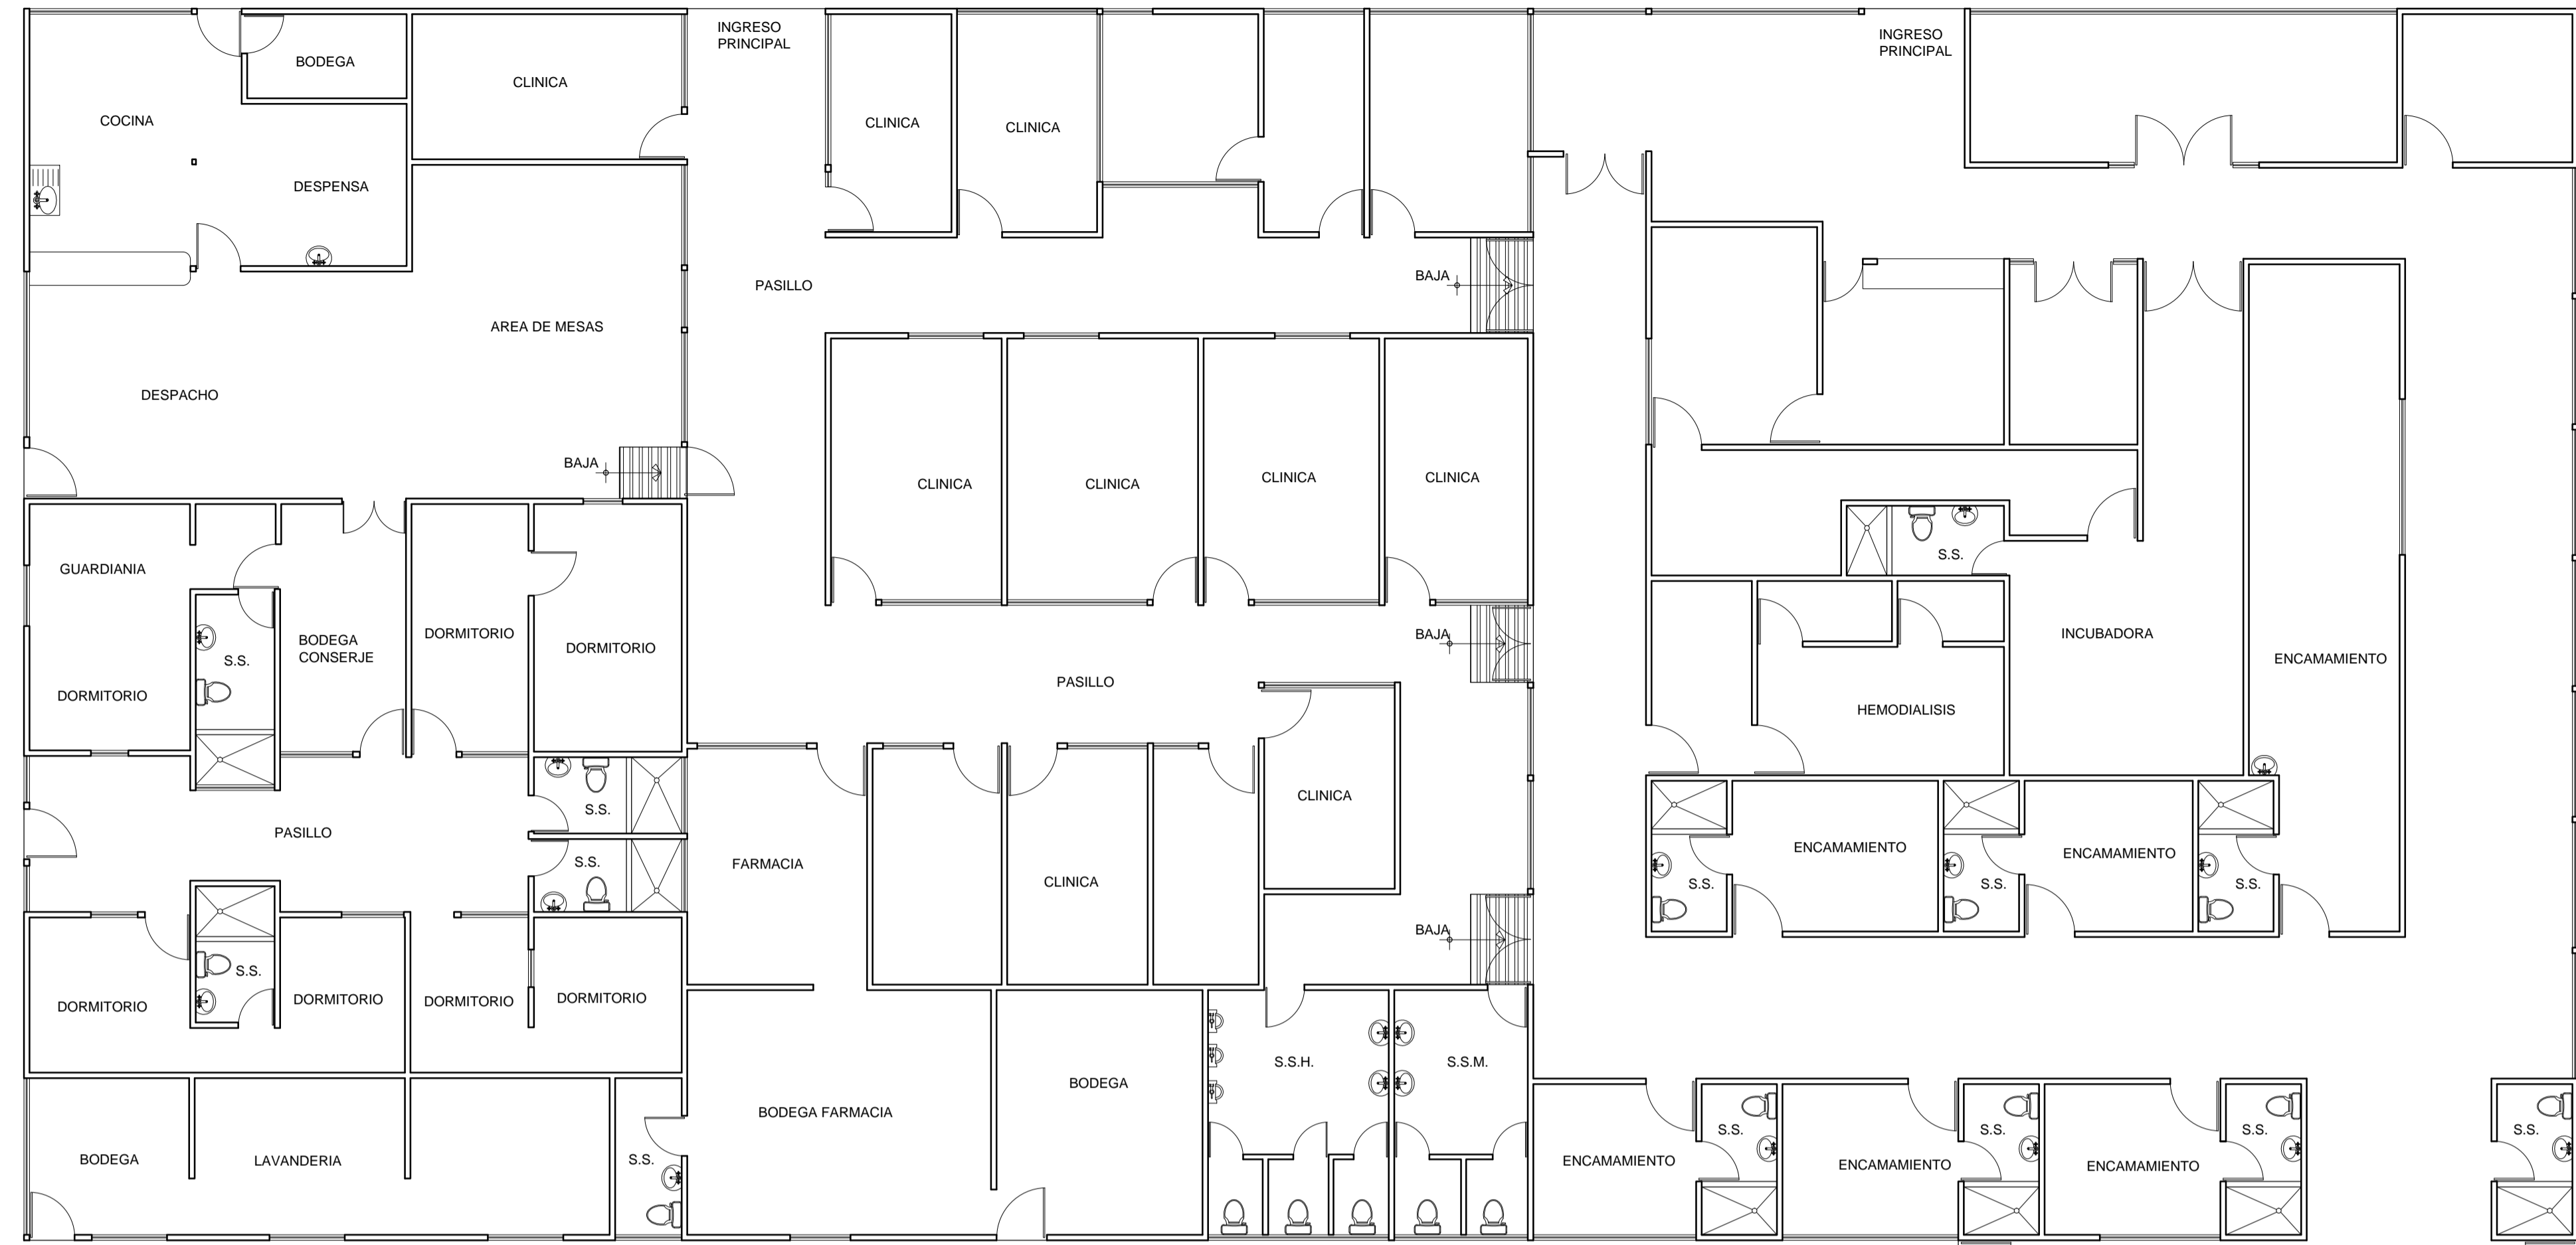 INGRESO
PRINCIPAL
INGRESO
PRINCIPAL
BODEGA
CLINICA
COCINA
CLINICA
CLINICA
DESPENSA
PASILLO
BAJA
AREA DE MESAS
DESPACHO
BAJA
CLINICA
CLINICA
CLINICA
CLINICA
S.S.
GUARDIANIA
BODEGA
CONSERJE
DORMITORIO
DORMITORIO
S.S.
DORMITORIO
BAJA
PASILLO
INCUBADORA
ENCAMAMIENTO
HEMODIALISIS
S.S.
PASILLO
S.S.
FARMACIA
CLINICA
CLINICA
ENCAMAMIENTO
ENCAMAMIENTO
S.S.
S.S.
S.S.
BAJA
S.S.
DORMITORIO
DORMITORIO
DORMITORIO
DORMITORIO
S.S.H.
S.S.M.
BODEGA
BODEGA FARMACIA
BODEGA
LAVANDERIA
S.S.
ENCAMAMIENTO
S.S.
ENCAMAMIENTO
S.S.
ENCAMAMIENTO
S.S.
S.S.